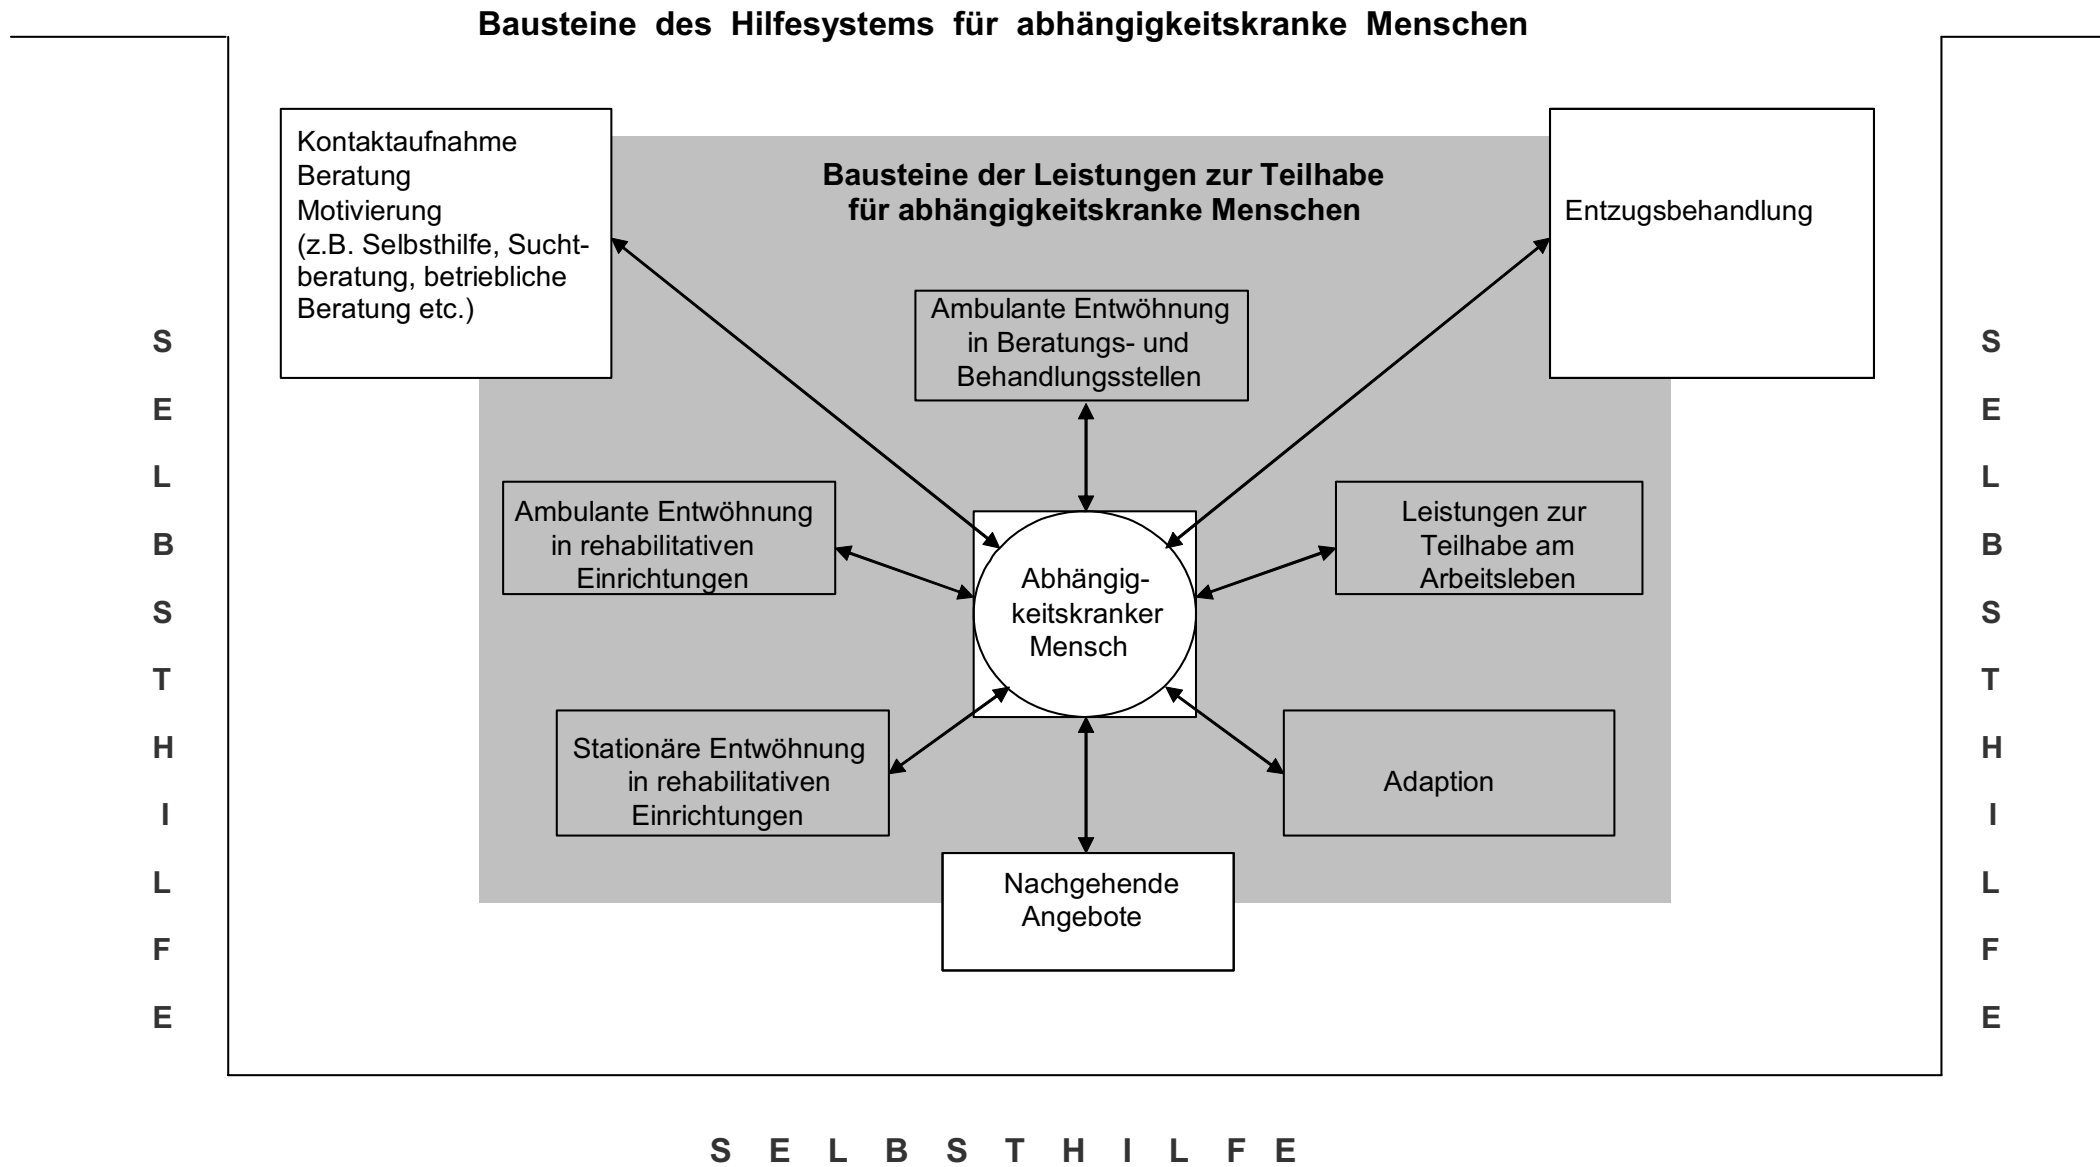 Bausteine des Hilfesystems für abhängigkeitskranke Menschen
Kontaktaufnahme
Beratung
Motivierung
(z.B. Selbsthilfe, Sucht-
beratung, betriebliche
Beratung etc.)
Bausteine der Leistungen zur Teilhabe
für abhängigkeitskranke Menschen
Entzugsbehandlung
Ambulante Entwöhnung
in Beratungs- und
Behandlungsstellen
Ambulante Entwöhnung
in rehabilitativen
Einrichtungen
Abhängig-
keitskranker
Mensch
Leistungen zur
Teilhabe am
Arbeitsleben
Stationäre Entwöhnung
in rehabilitativen
Einrichtungen
Adaption
Nachgehende
Angebote
S E L B S T H I L F E
S E L B S T H I L F E
S E L B S T H I L F E